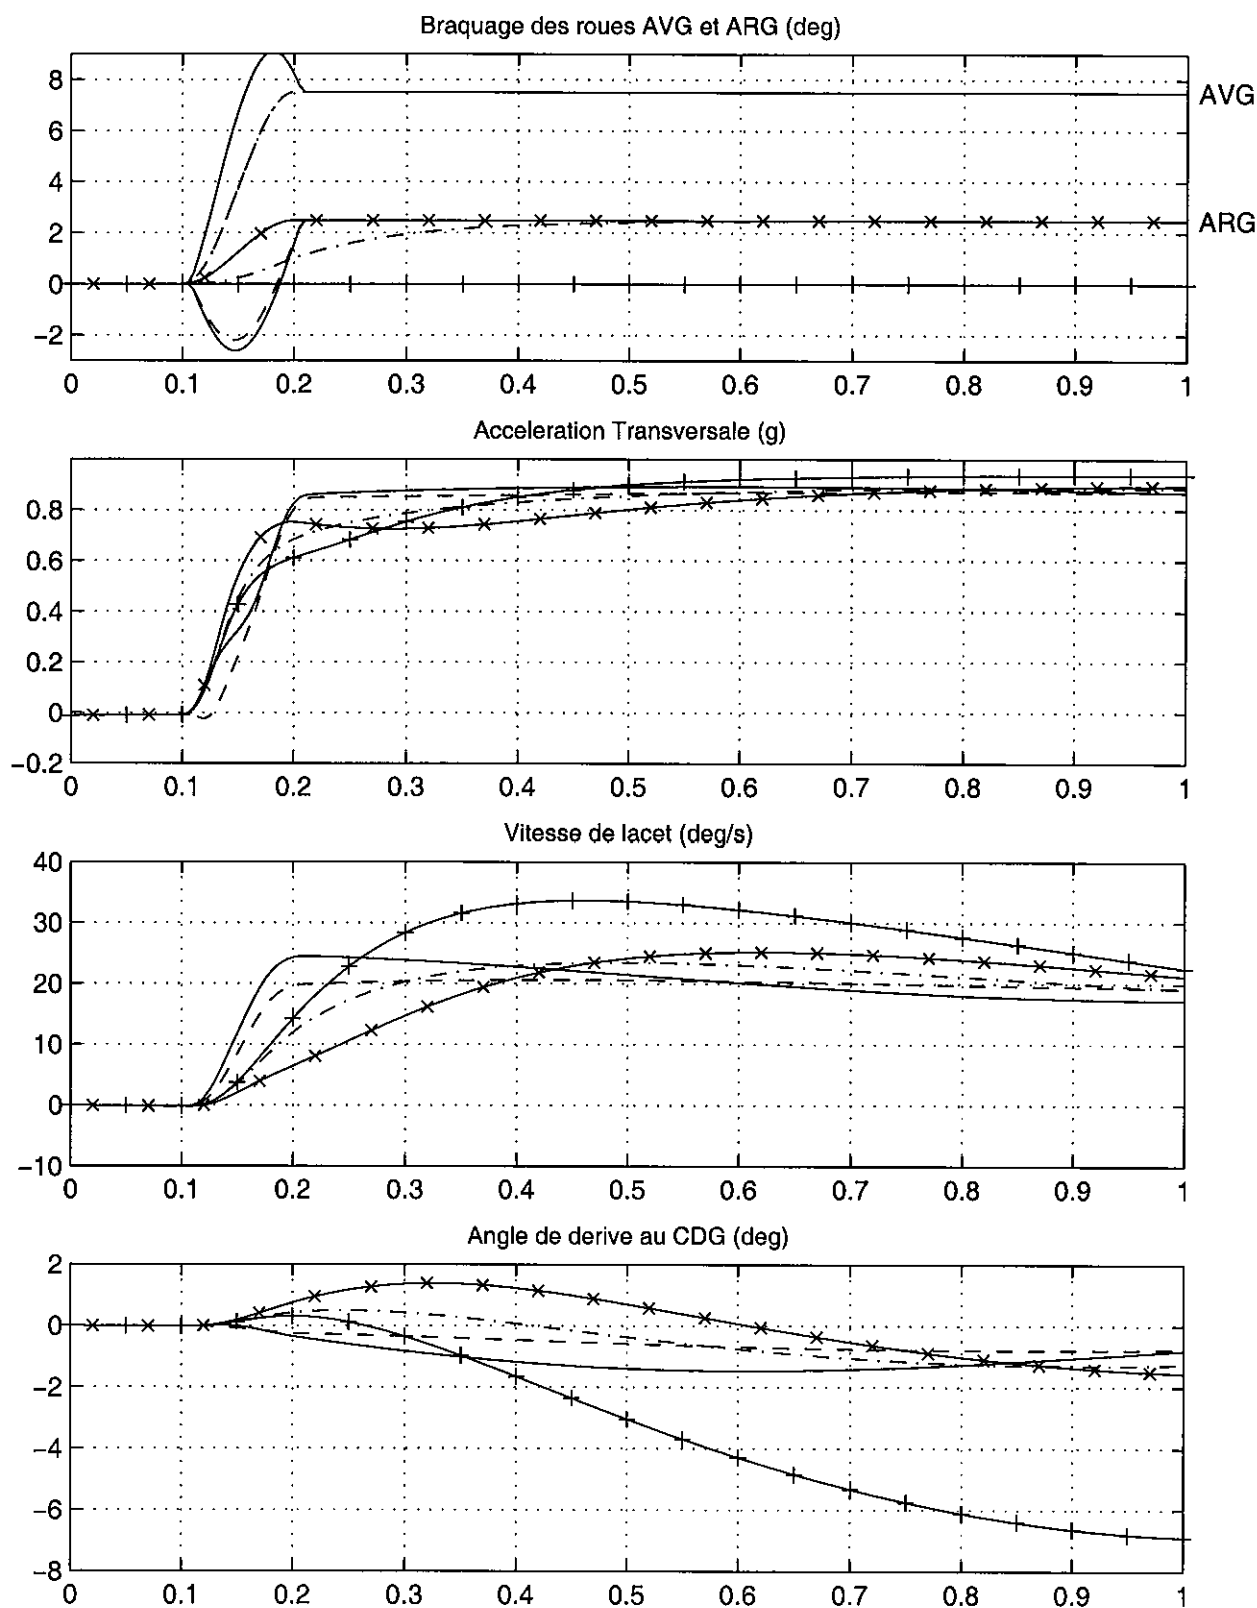 Braquage des roues AVG et ARG (deg)
8
AVG
6
4
2
ARG
0
−2
0 0.1 0.2 0.3 0.4 0.5 0.6 0.7 0.8 0.9 1
Acceleration Transversale (g)
0.8
0.6
0.4
0.2
0
−0.2
0 0.1 0.2 0.3 0.4 0.5 0.6 0.7 0.8 0.9 1
Vitesse de lacet (deg/s)
40
30
20
10
0
−10
0 0.1 0.2 0.3 0.4 0.5 0.6 0.7 0.8 0.9 1
Angle de derive au CDG (deg)
2
0
−2
−4
−6
−8
0 0.1 0.2 0.3 0.4 0.5 0.6 0.7 0.8 0.9 1